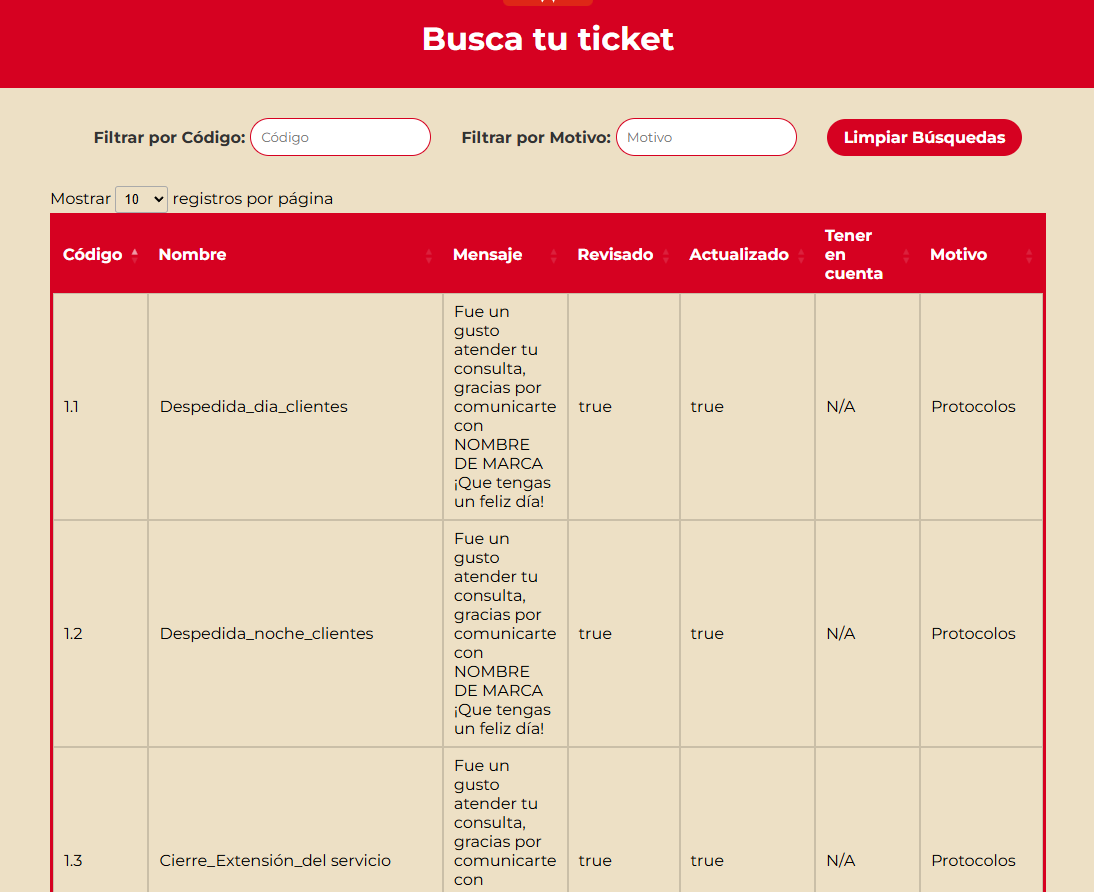 Busca tu ticket
Filtrar por Código: Código Filtrar por Motivo: Motivo Limpiar Búsquedas
Mostrar 10 registros por página
Código Nombre Mensaje Revisado Actualizado Tener
en
cuenta Motivo
1.1 Despedida_dia_clientes Fue un
gusto
atender tu
consulta,
gracias por
comunicarte
con
NOMBRE
DE MARCA
¡Que tengas
un feliz día! true true N/A Protocolos
1.2 Despedida_noche_clientes Fue un
gusto
atender tu
consulta,
gracias por
comunicarte
con
NOMBRE
DE MARCA
¡Que tengas
un feliz día! true true N/A Protocolos
1.3 Cierre_Extensión_del servicio Fue un
gusto
atender tu
consulta,
gracias por
comunicarte
con true true N/A Protocolos